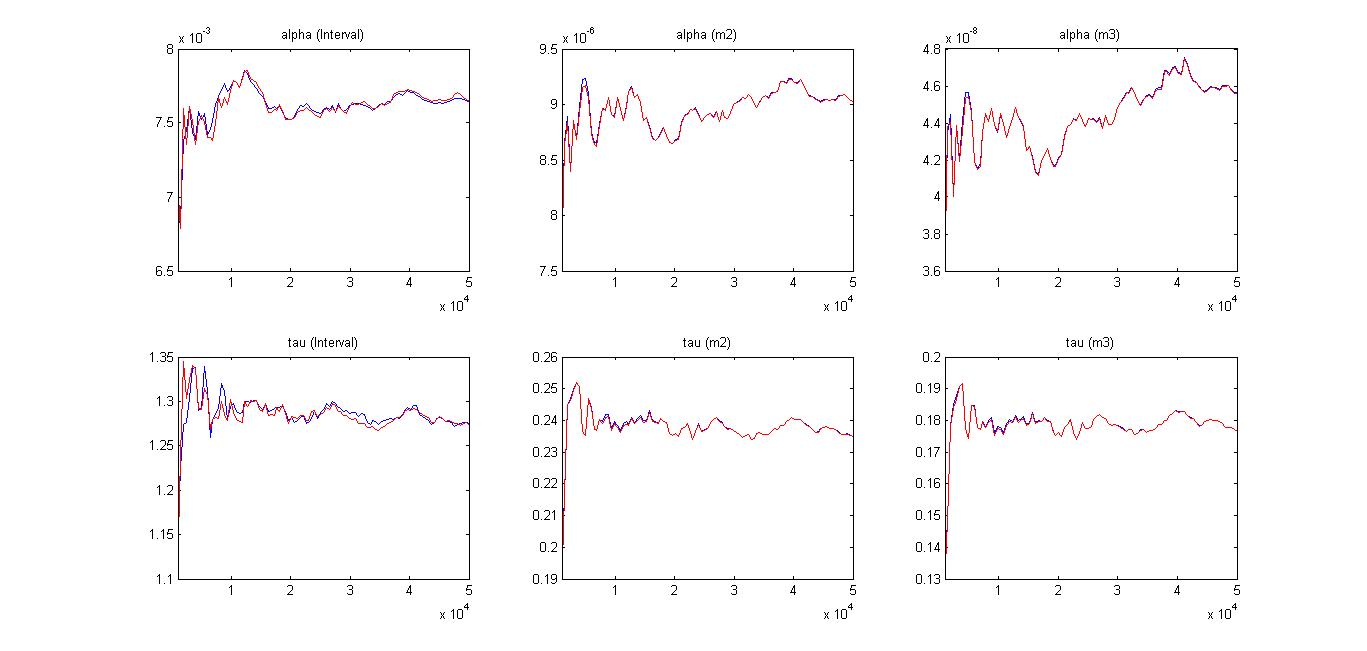 alpha (Interval)
x 10^-3
8
7.5
7
6.5
1 2 3 4 5
x 10^4
alpha (m2)
x 10^-6
9.5
9
8.5
8
7.5
1 2 3 4 5
x 10^4
alpha (m3)
x 10^-8
4.8
4.6
4.4
4.2
4
3.8
3.6
1 2 3 4 5
x 10^4
tau (Interval)
1.35
1.3
1.25
1.2
1.15
1.1
1 2 3 4 5
x 10^4
tau (m2)
0.26
0.25
0.24
0.23
0.22
0.21
0.2
0.19
1 2 3 4 5
x 10^4
tau (m3)
0.2
0.19
0.18
0.17
0.16
0.15
0.14
0.13
1 2 3 4 5
x 10^4